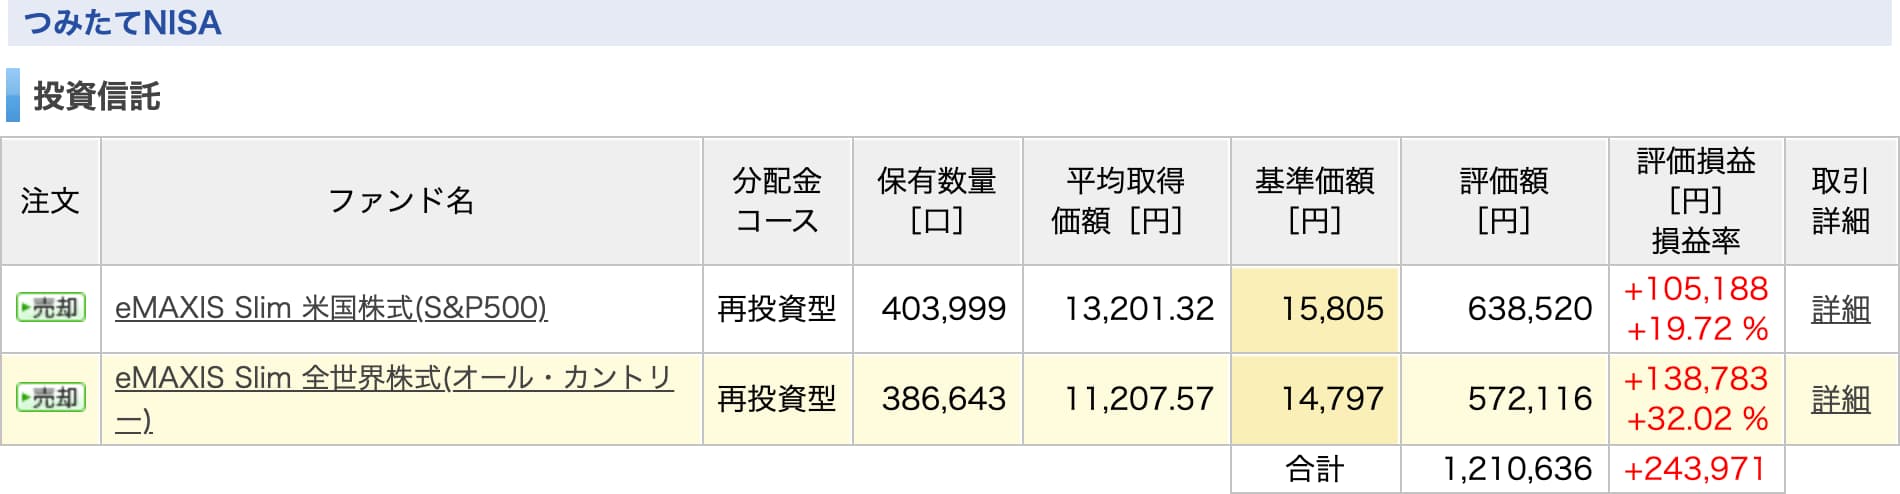 つみたてNISA
投資信託
注文 ファンド名 分配金コース 保有数量［口］ 平均取得価額［円］ 基準価額［円］ 評価額［円］ 評価損益［円］損益率 取引詳細
売却 eMAXIS Slim 米国株式(S&P500) 再投資型 403,999 13,201.32 15,805 638,520 +105,188 +19.72 % 詳細
売却 eMAXIS Slim 全世界株式(オール・カントリー) 再投資型 386,643 11,207.57 14,797 572,116 +138,783 +32.02 % 詳細
合計 1,210,636 +243,971